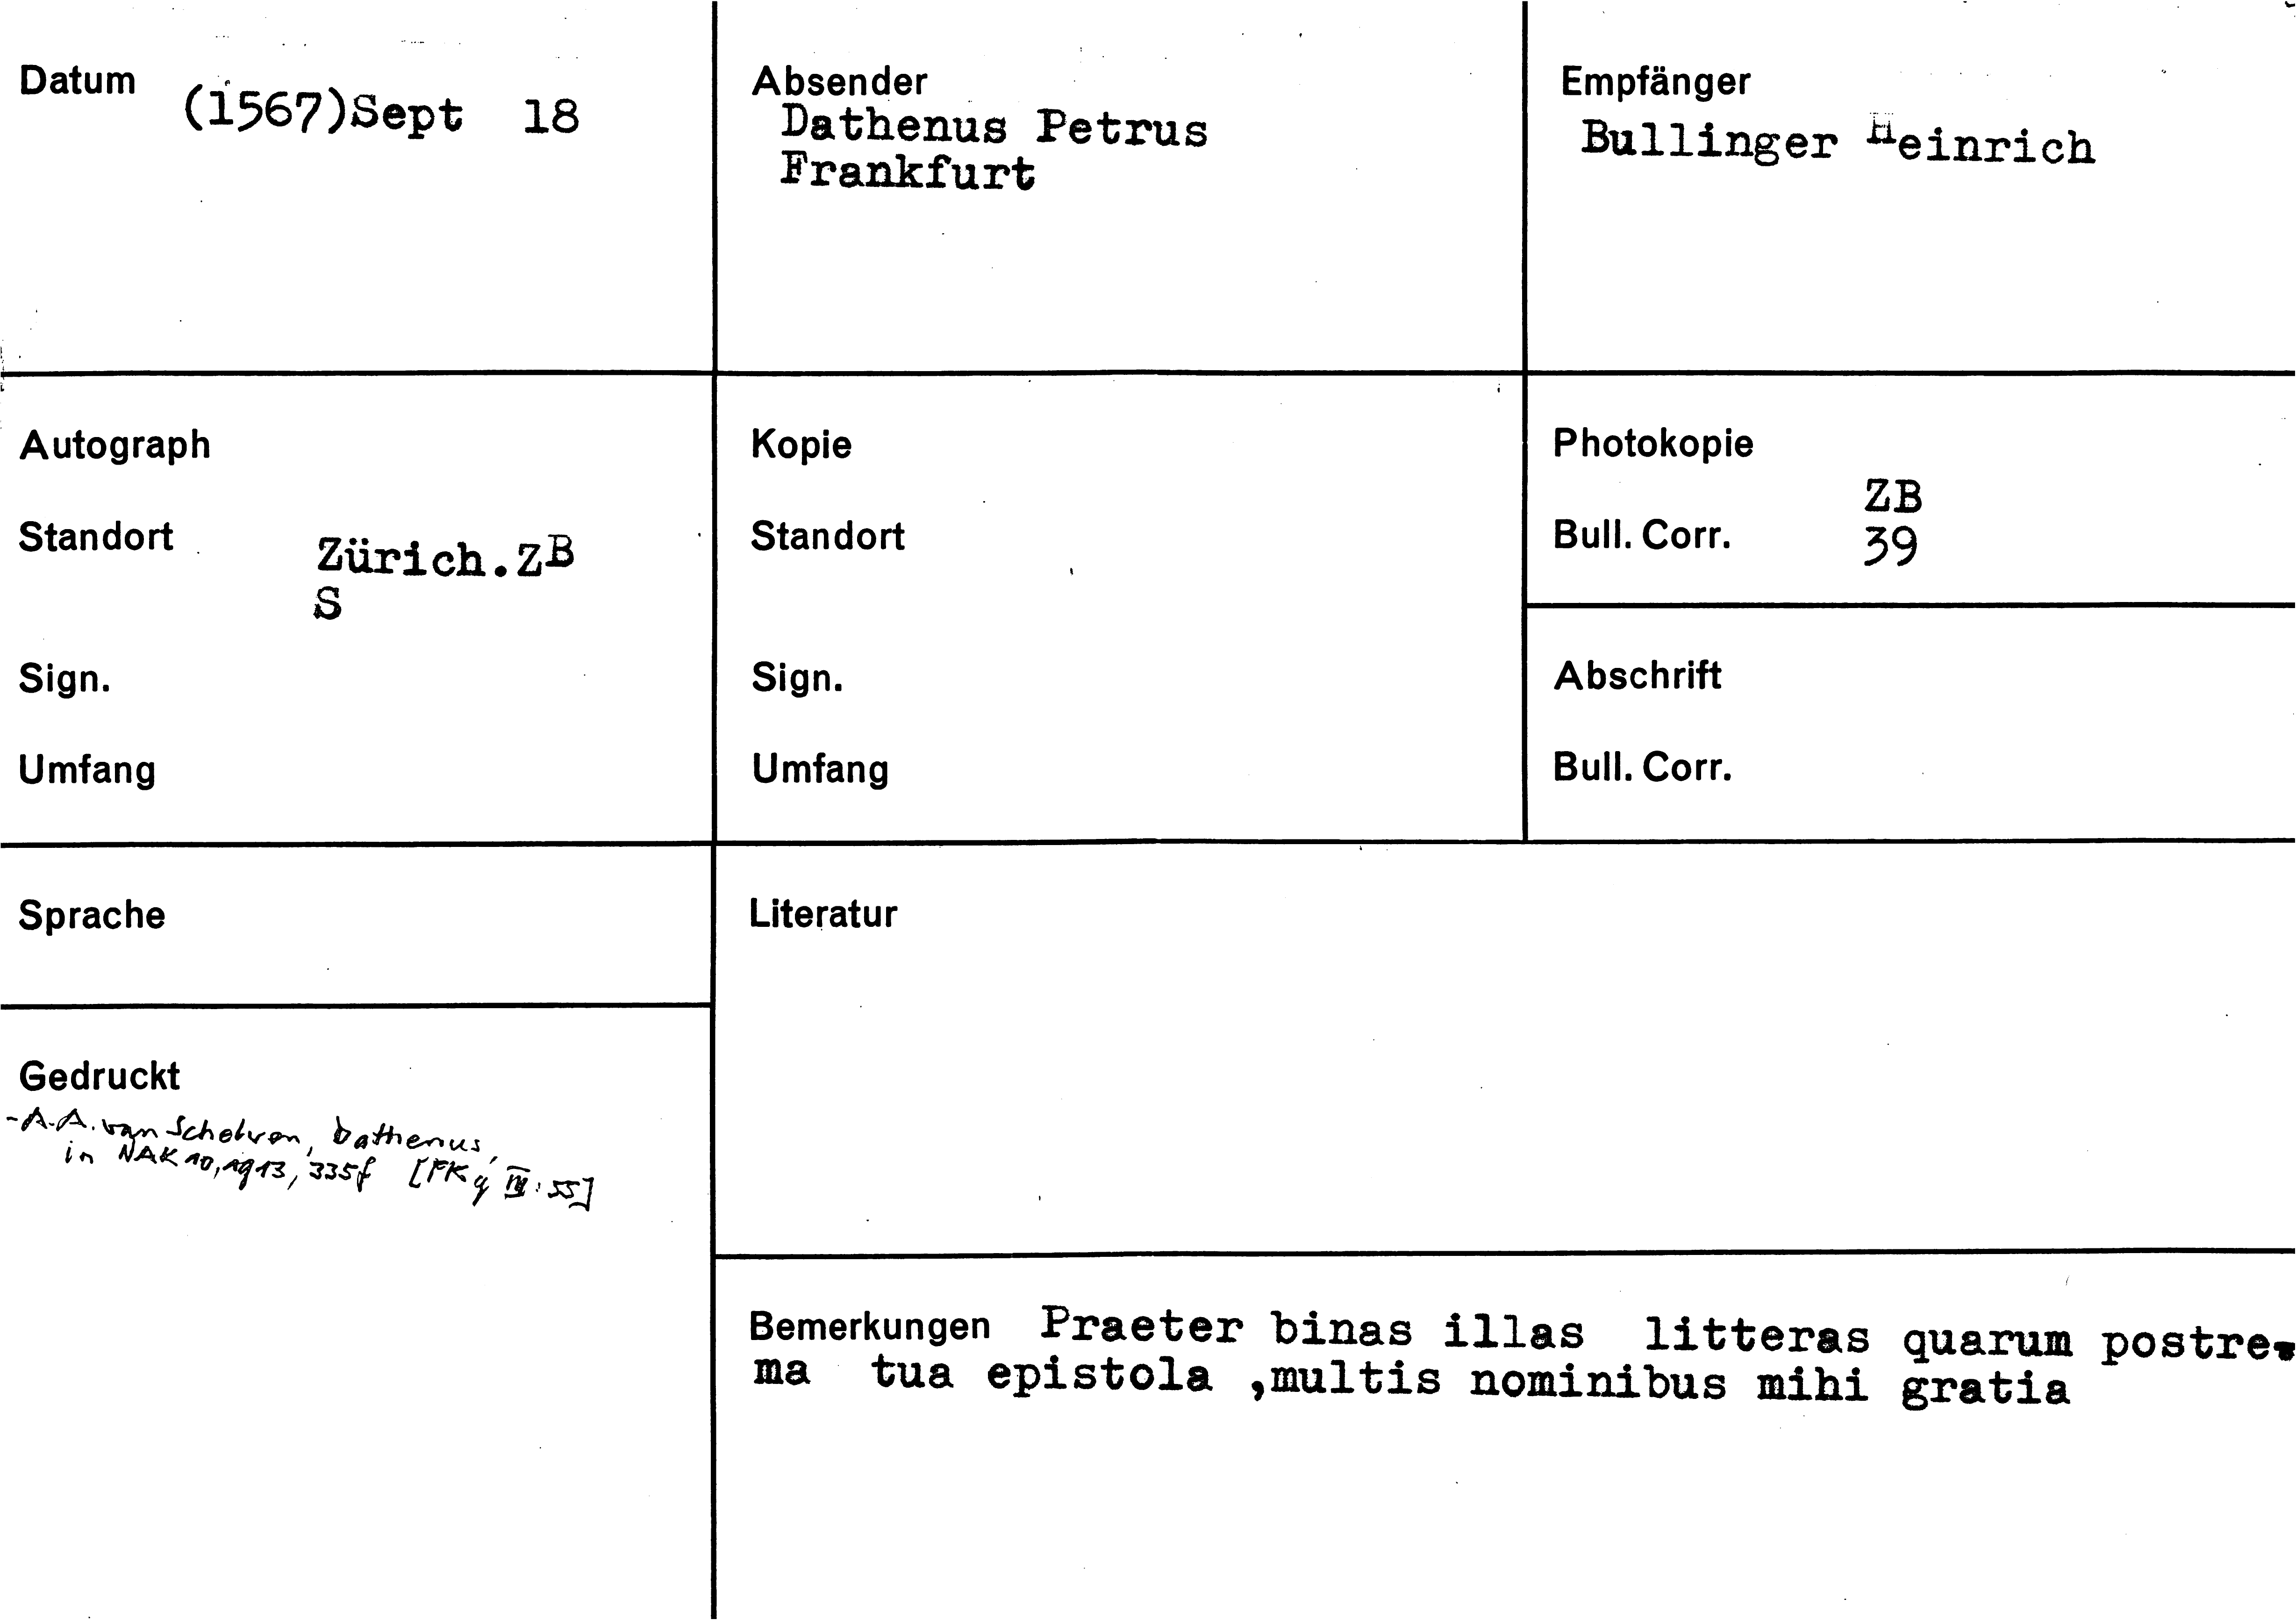 Datum (1567)Sept 18
Absender
Dathenus Petrus
Frankfurt
Empfänger
Bullinger Heinrich
Autograph
Standort Zürich.ZB
S
Sign.
Umfang
Kopie
Standort
Sign.
Umfang
Photokopie
ZB
Bull. Corr. 39
Abschrift
Bull. Corr.
Sprache
Literatur
Gedruckt
- A. A. van Schelven, Dathenus,
in NAK 10, 1913, 335f [FK q IV: 55]
Bemerkungen Praeter binas illas litteras quarum postre-
ma tua epistola ,multis nominibus mihi gratia